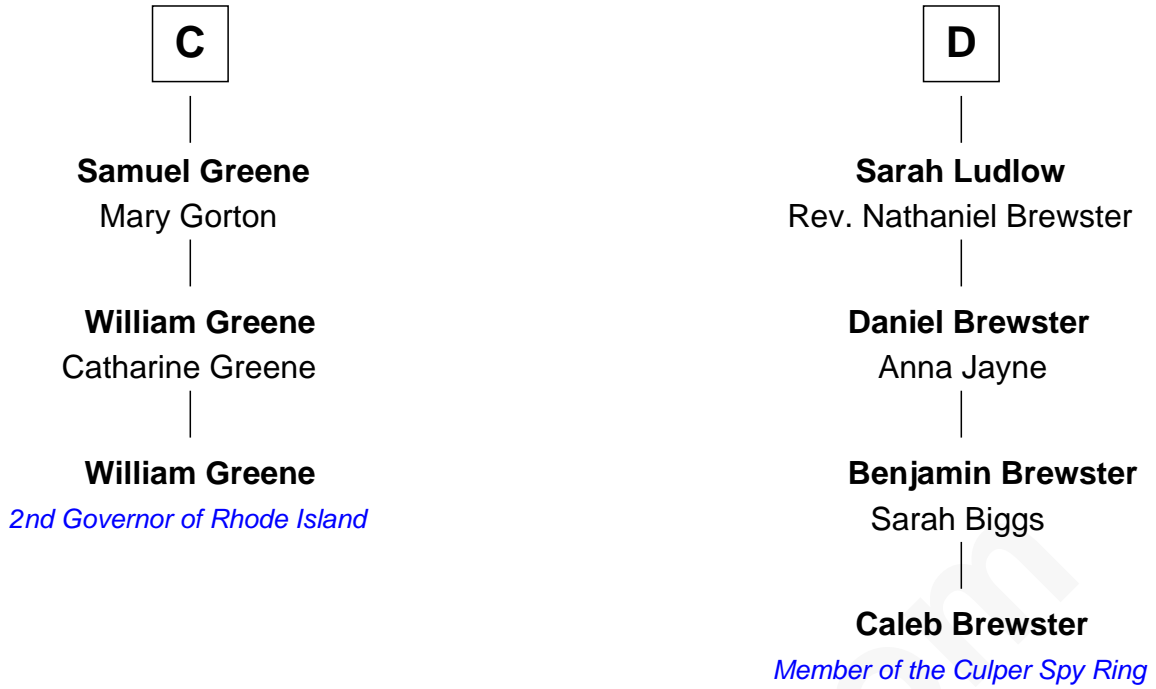 C
Samuel Greene
Mary Gorton
William Greene
Catharine Greene
William Greene
2nd Governor of Rhode Island
D
Sarah Ludlow
Rev. Nathaniel Brewster
Daniel Brewster
Anna Jayne
Benjamin Brewster
Sarah Biggs
Caleb Brewster
Member of the Culper Spy Ring